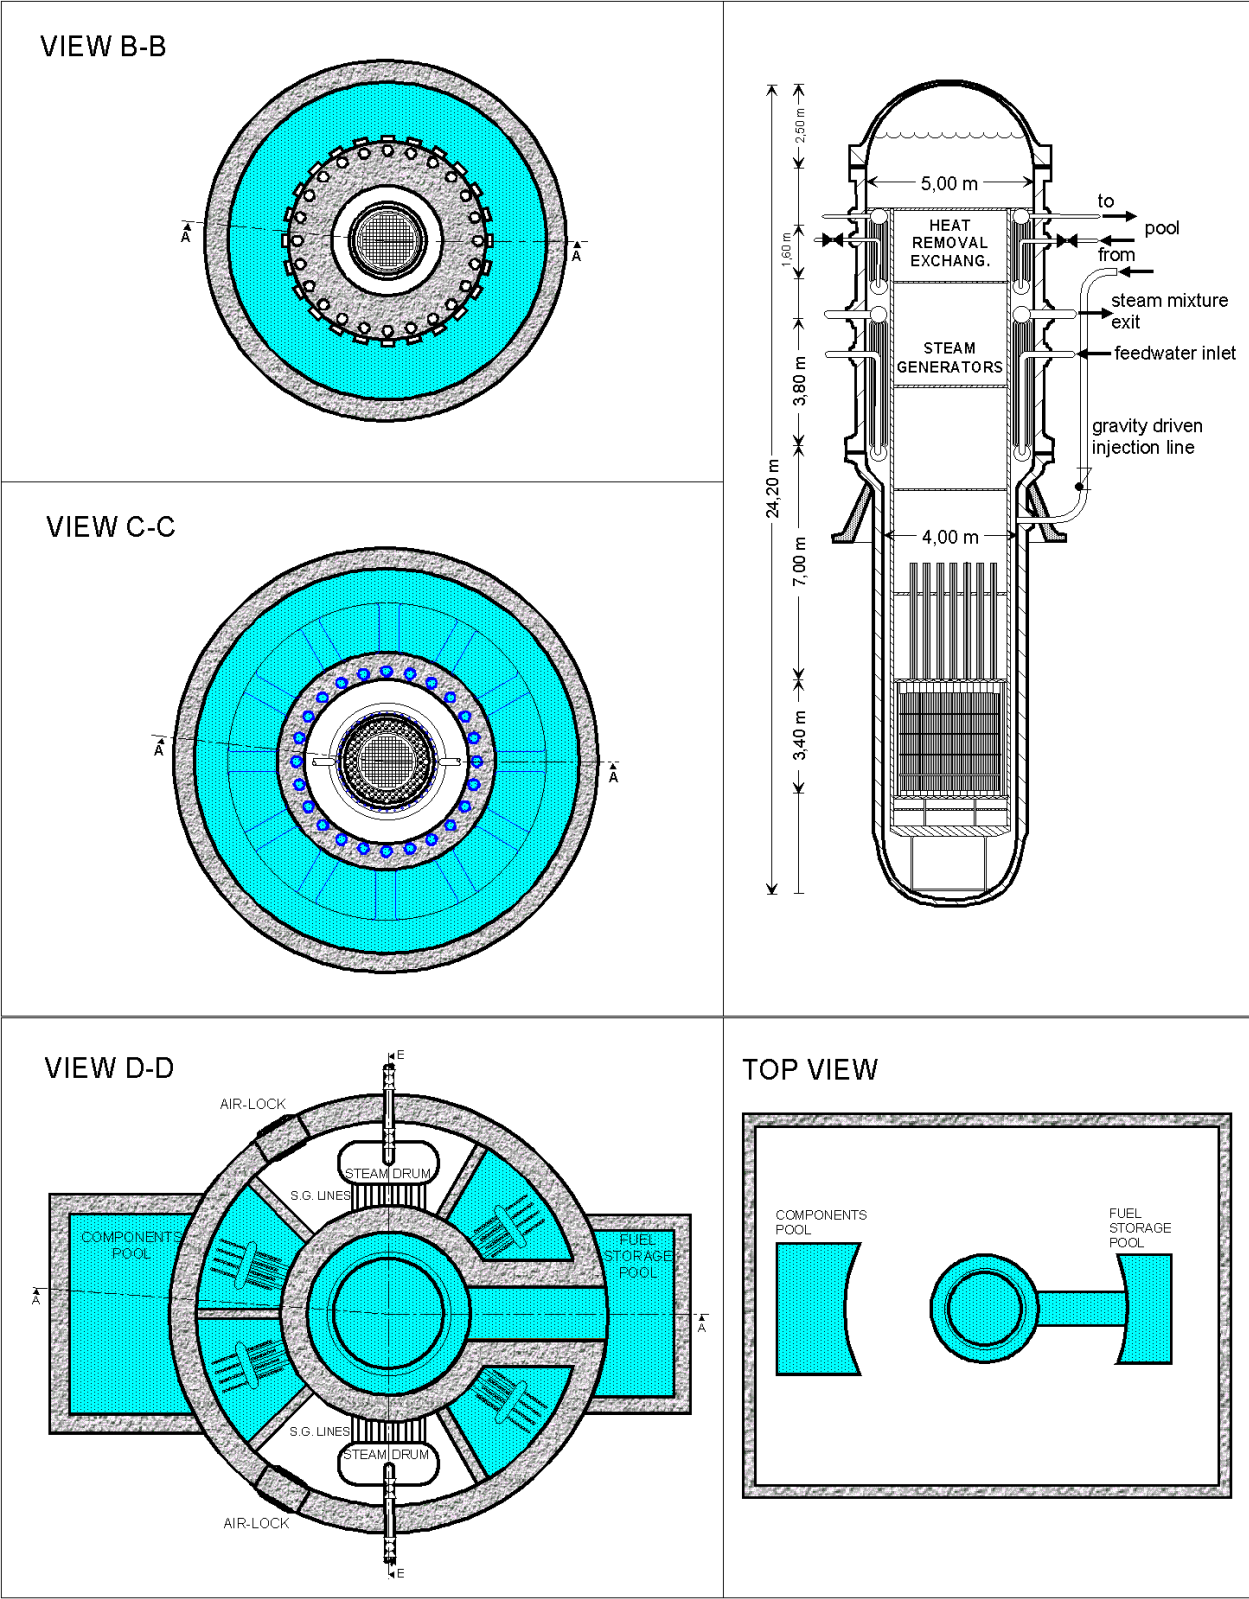 VIEW B-B
A
A
VIEW C-C
A
A
2,50 m
5,00 m
to
pool
from
HEAT
REMOVAL
EXCHANG.
1,60 m
steam mixture
exit
STEAM
GENERATORS
feedwater inlet
3,80 m
gravity driven
injection line
24,20 m
4,00 m
7,00 m
3,40 m
VIEW D-D
E
AIR-LOCK
STEAM DRUM
S.G. LINES
COMPONENTS
POOL
FUEL
STORAGE
POOL
A
A
S.G. LINES
STEAM DRUM
AIR-LOCK
E
TOP VIEW
COMPONENTS
POOL
FUEL
STORAGE
POOL